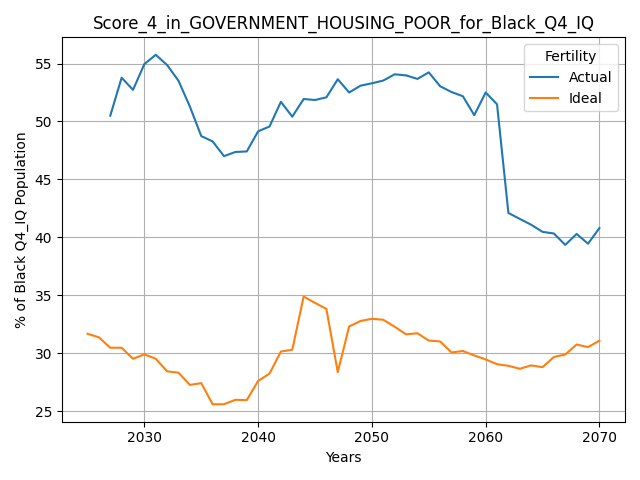 Score_4_in_GOVERNMENT_HOUSING_POOR_for_Black_Q4_IQ
Fertility
Actual
Ideal
% of Black Q4_IQ Population
55
50
45
40
35
30
25
2030
2040
2050
2060
2070
Years